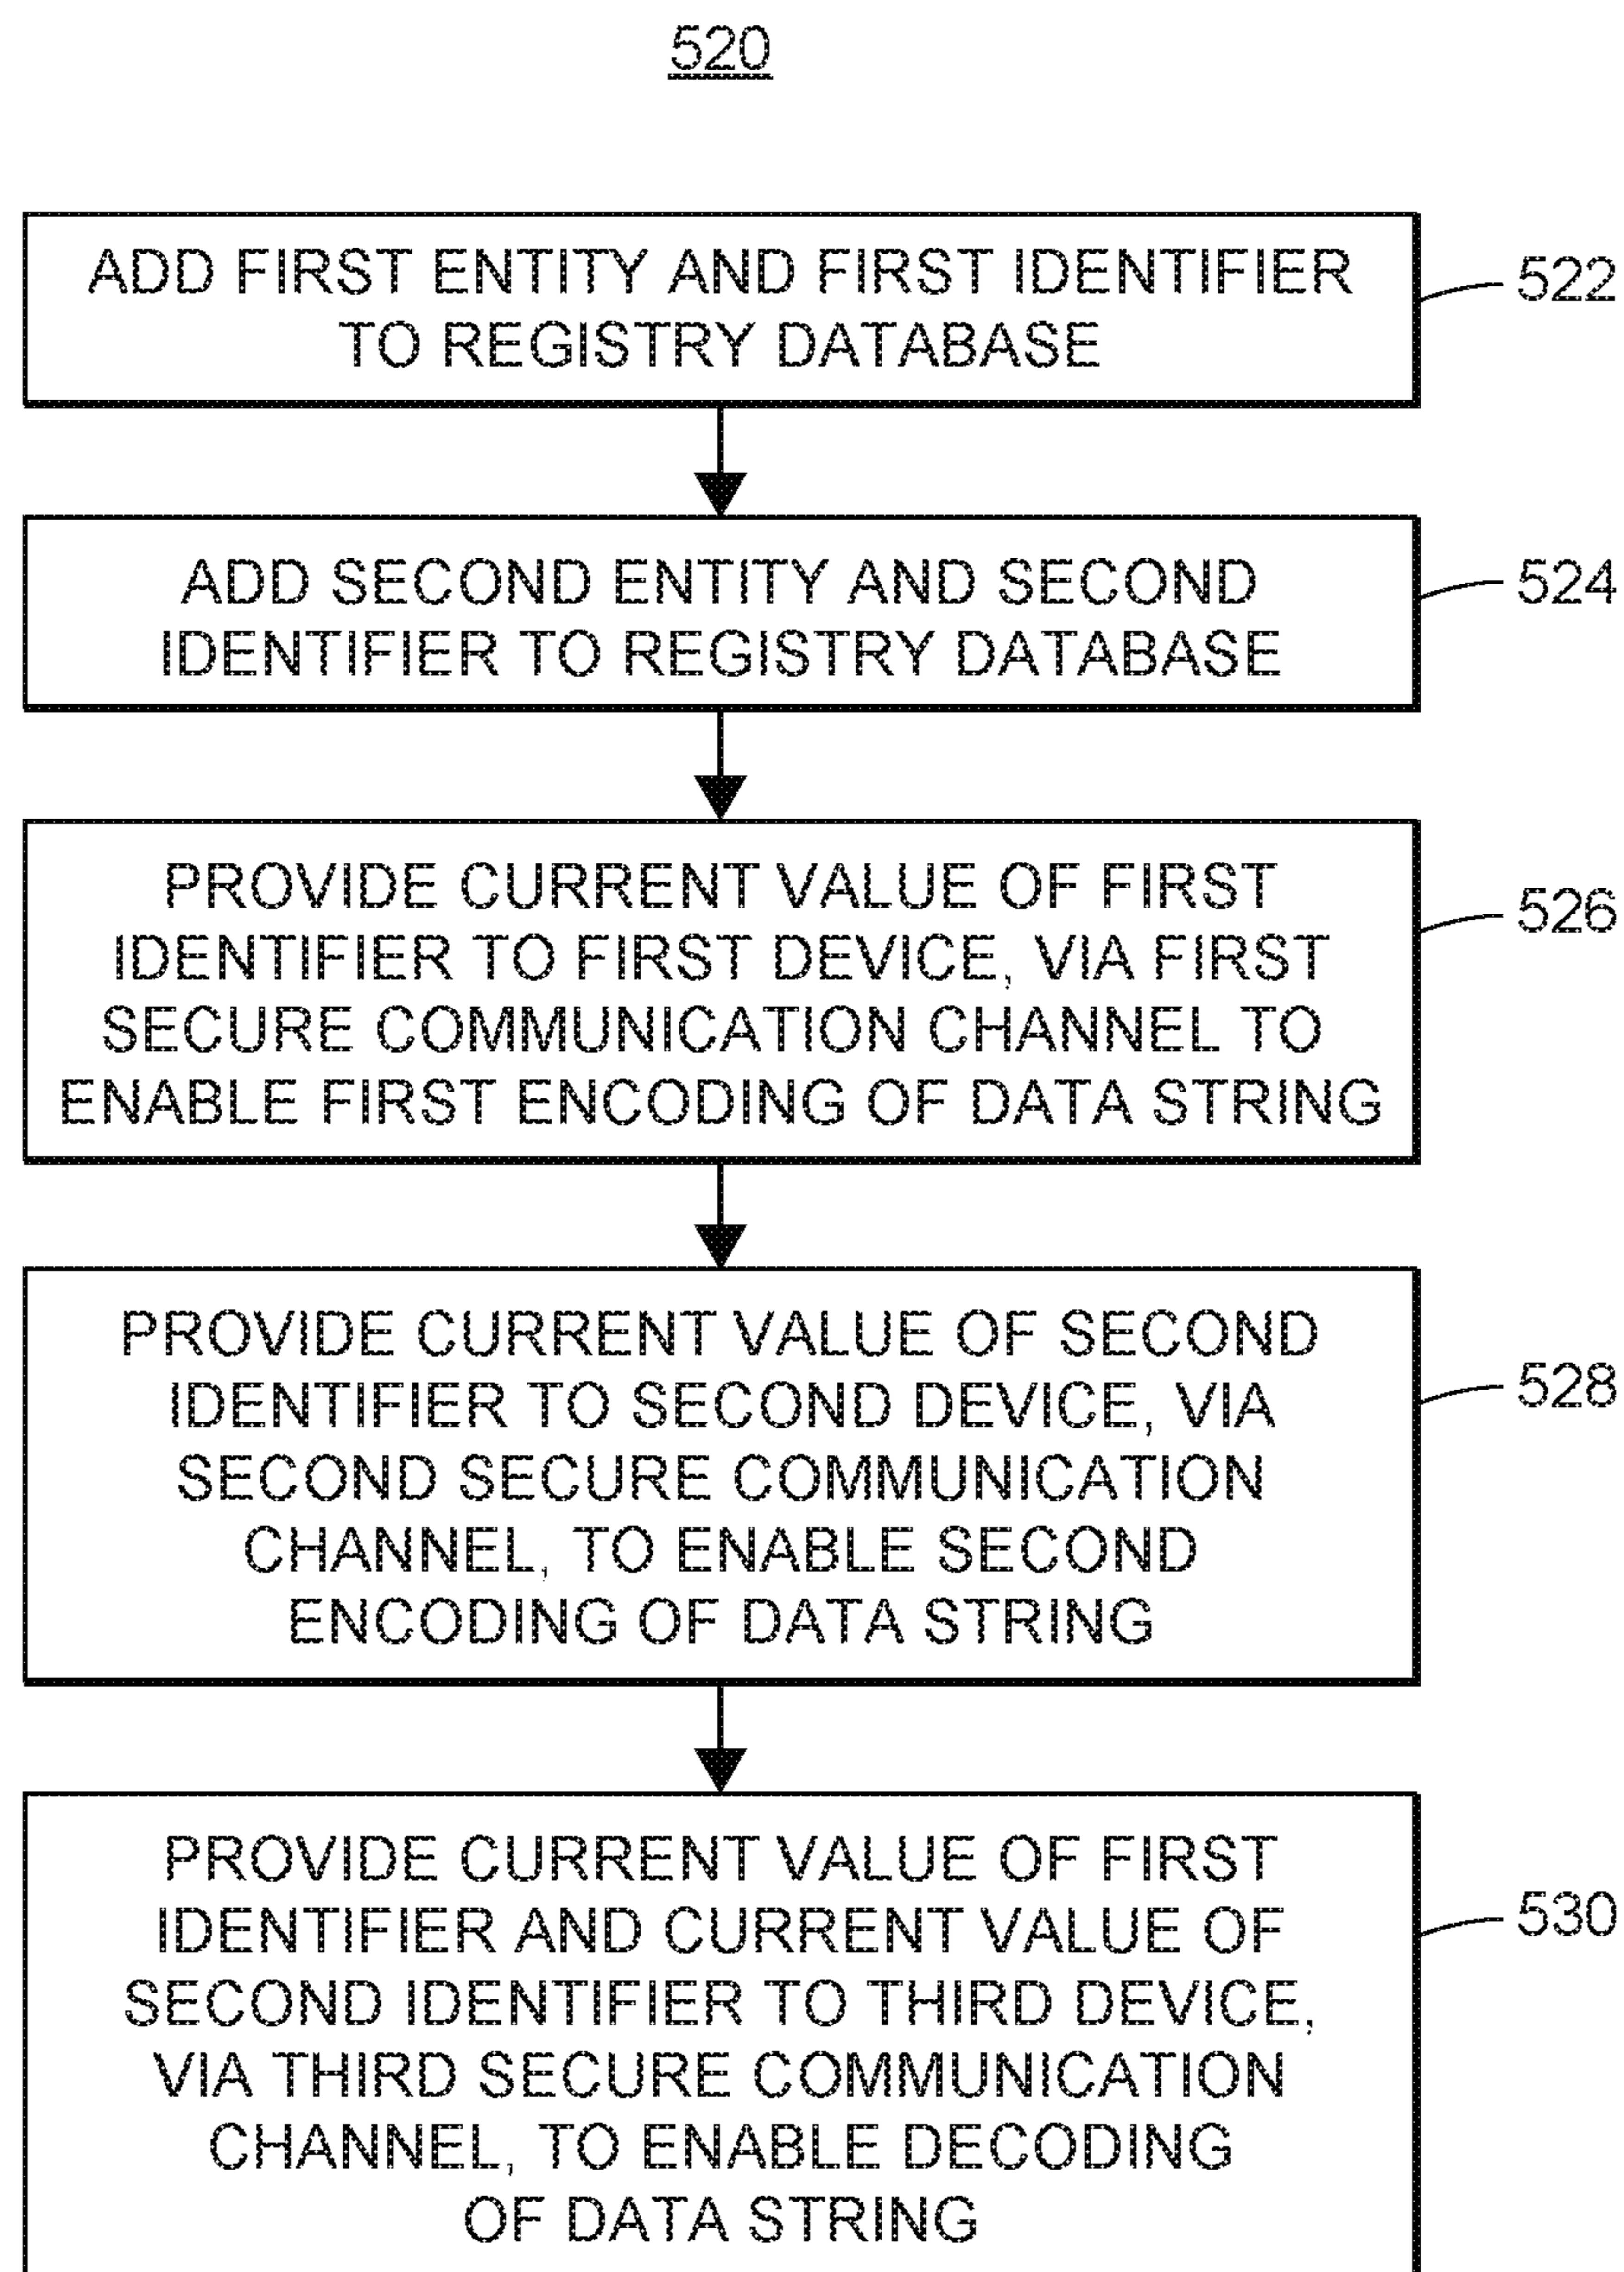 520
ADD FIRST ENTITY AND FIRST IDENTIFIER
TO REGISTRY DATABASE
522
ADD SECOND ENTITY AND SECOND
IDENTIFIER TO REGISTRY DATABASE
524
PROVIDE CURRENT VALUE OF FIRST
IDENTIFIER TO FIRST DEVICE, VIA FIRST
SECURE COMMUNICATION CHANNEL TO
ENABLE FIRST ENCODING OF DATA STRING
526
PROVIDE CURRENT VALUE OF SECOND
IDENTIFIER TO SECOND DEVICE, VIA
SECOND SECURE COMMUNICATION
CHANNEL, TO ENABLE SECOND
ENCODING OF DATA STRING
528
PROVIDE CURRENT VALUE OF FIRST
IDENTIFIER AND CURRENT VALUE OF
SECOND IDENTIFIER TO THIRD DEVICE,
VIA THIRD SECURE COMMUNICATION
CHANNEL, TO ENABLE DECODING
OF DATA STRING
530